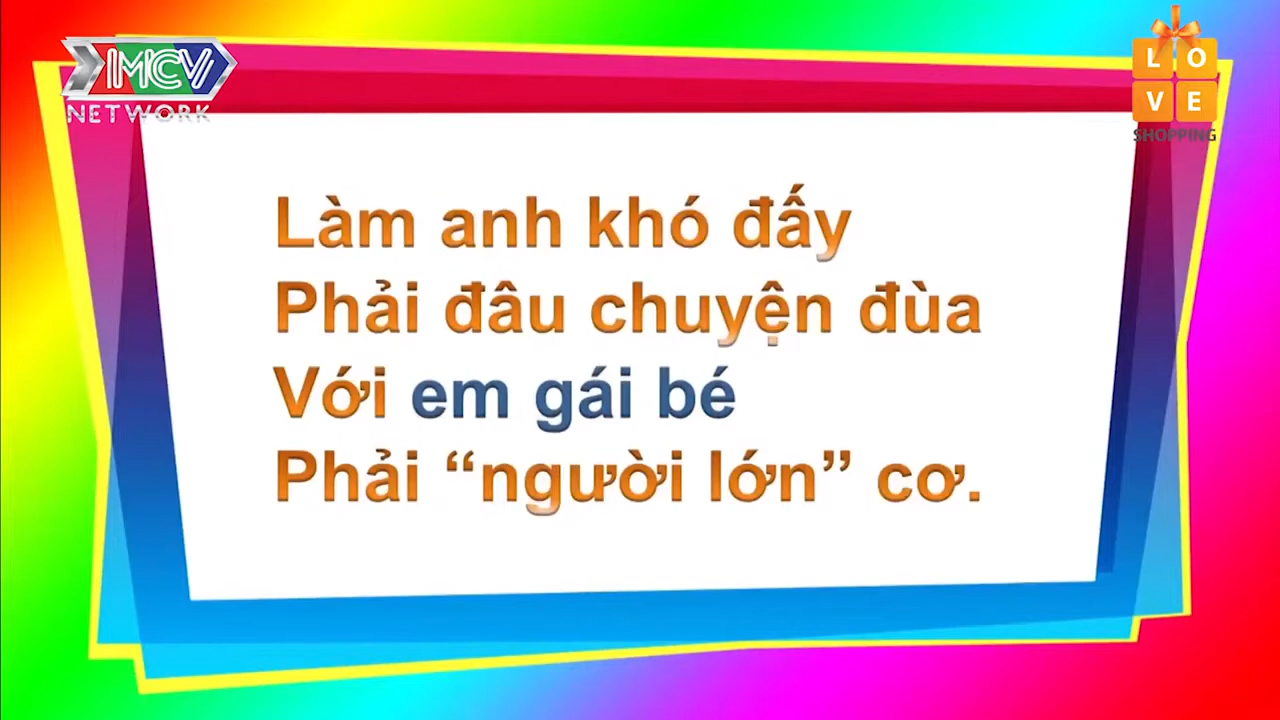 MCV
NETWORK
LOVE
SHOPPING
Làm anh khó đấy
Phải đâu chuyện đùa
Với em gái bé
Phải “người lớn” cơ.